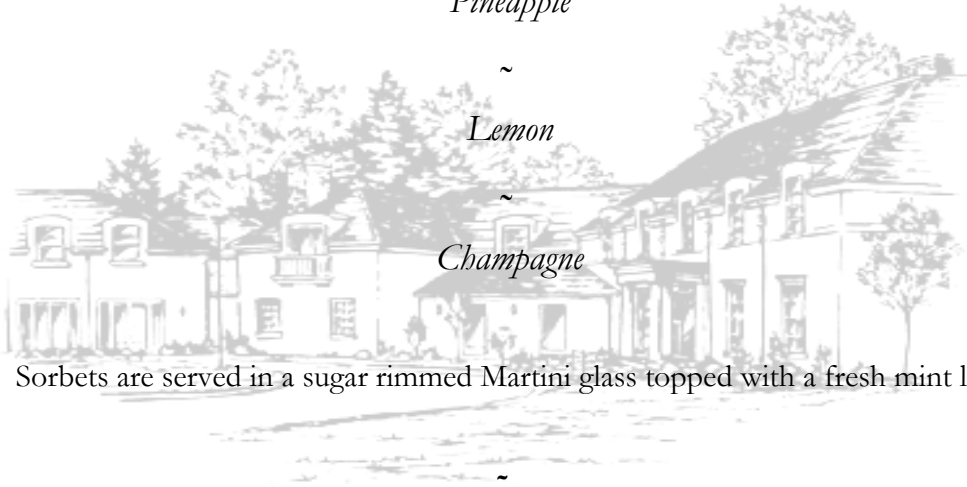 Pineapple
~
Lemon
~
Champagne
Sorbets are served in a sugar rimmed Martini glass topped with a fresh mint l
~